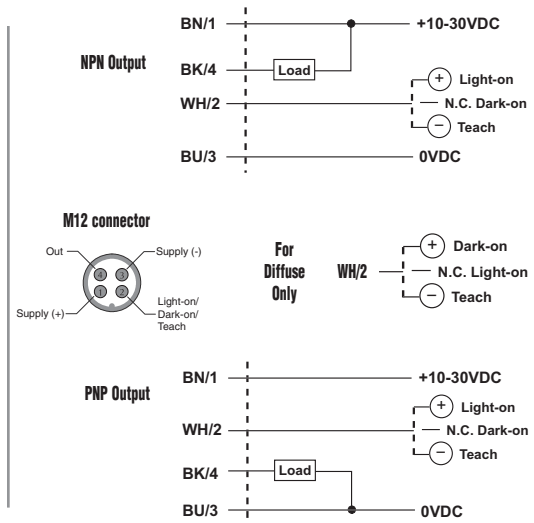 BN/1 +10-30VDC
NPN Output
BK/4 Load
+ Light-on
WH/2 N.C. Dark-on
− Teach
BU/3 0VDC
M12 connector
Out Supply (-)
4 3
1 2
Supply (+)
Light-on/
Dark-on/
Teach
For
Diffuse
Only
WH/2
+ Dark-on
N.C. Light-on
− Teach
BN/1 +10-30VDC
PNP Output
+ Light-on
WH/2 N.C. Dark-on
− Teach
BK/4 Load
BU/3 0VDC